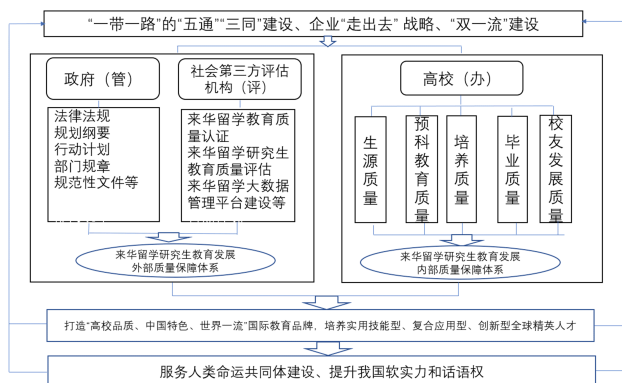 “一带一路”的“五通”“三同”建设、企业“走出去” 战略、“双一流”建设
政府（管）
社会第三方评估
机构（评）
高校（办）
法律法规
规划纲要
行动计划
部门规章
规范性文件等
来华留学教育质
量认证
来华留学研究生
教育质量评估
来华留学大数据
管理平台建设等
生源质量
预科教育质量
培养质量
毕业质量
校友发展质量
来华留学研究生教育发展
外部质量保障体系
来华留学研究生教育发展
内部质量保障体系
打造“高校品质、中国特色、世界一流”国际教育品牌，培养实用技能型、复合应用型、创新型全球精英人才
服务人类命运共同体建设、提升我国软实力和话语权